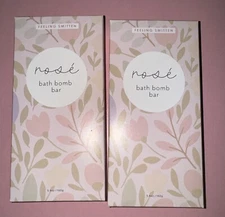 FEELING SMITTEN
rosé
bath bomb
bar
FEELING SMITTEN
rosé
bath bomb
bar